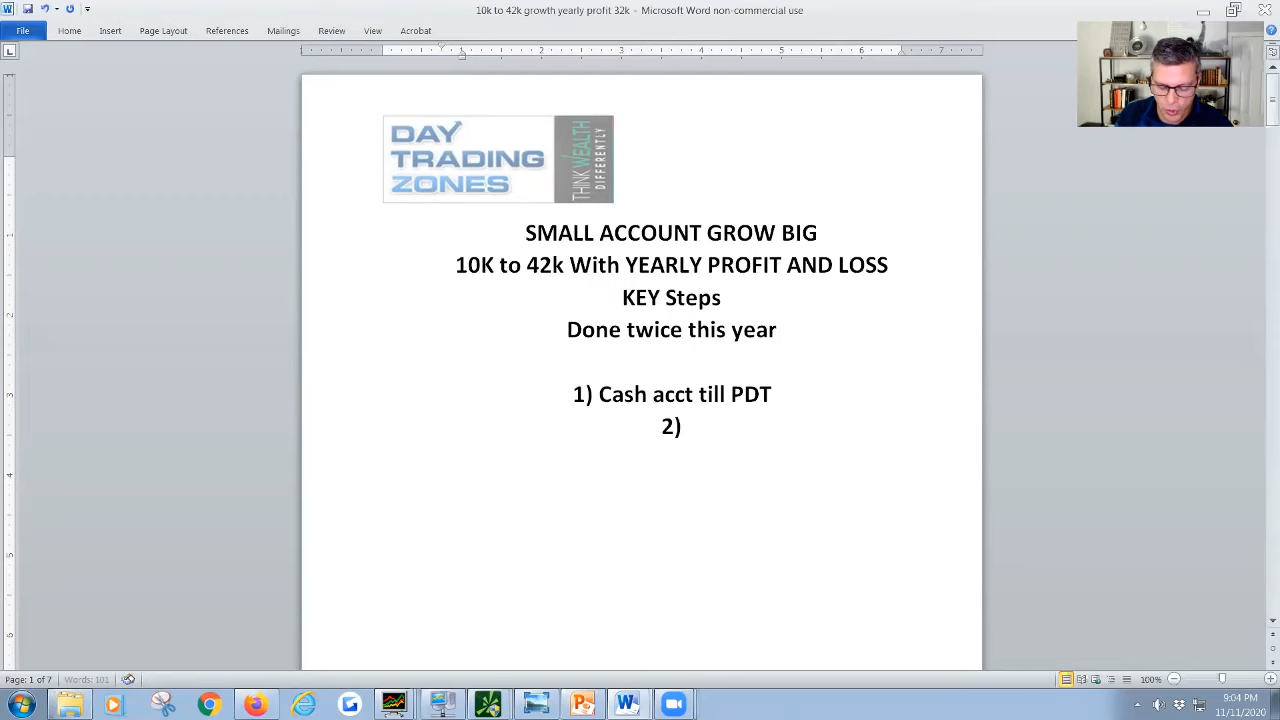 10k to 42k growth yearly profit 32k - Microsoft Word non-commercial use
File Home Insert Page Layout References Mailings Review View Acrobat
DAY
TRADING
ZONES
THINK WEALTH
DIFFERENTLY
SMALL ACCOUNT GROW BIG
10K to 42k With YEARLY PROFIT AND LOSS
KEY Steps
Done twice this year
1) Cash acct till PDT
2)
Page: 1 of 7 Words: 101 100%
9:04 PM
11/11/2020